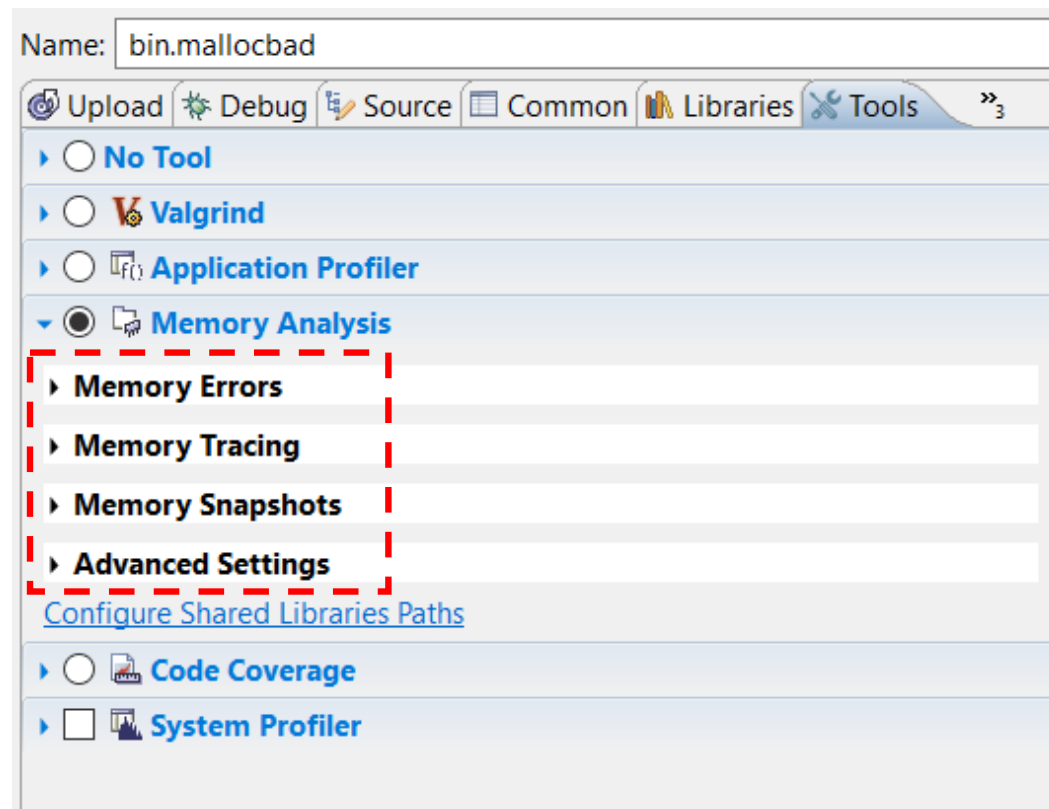 Name: bin.mallocbad
Upload Debug Source Common Libraries Tools »3
No Tool
Valgrind
Application Profiler
Memory Analysis
Memory Errors
Memory Tracing
Memory Snapshots
Advanced Settings
Configure Shared Libraries Paths
Code Coverage
System Profiler